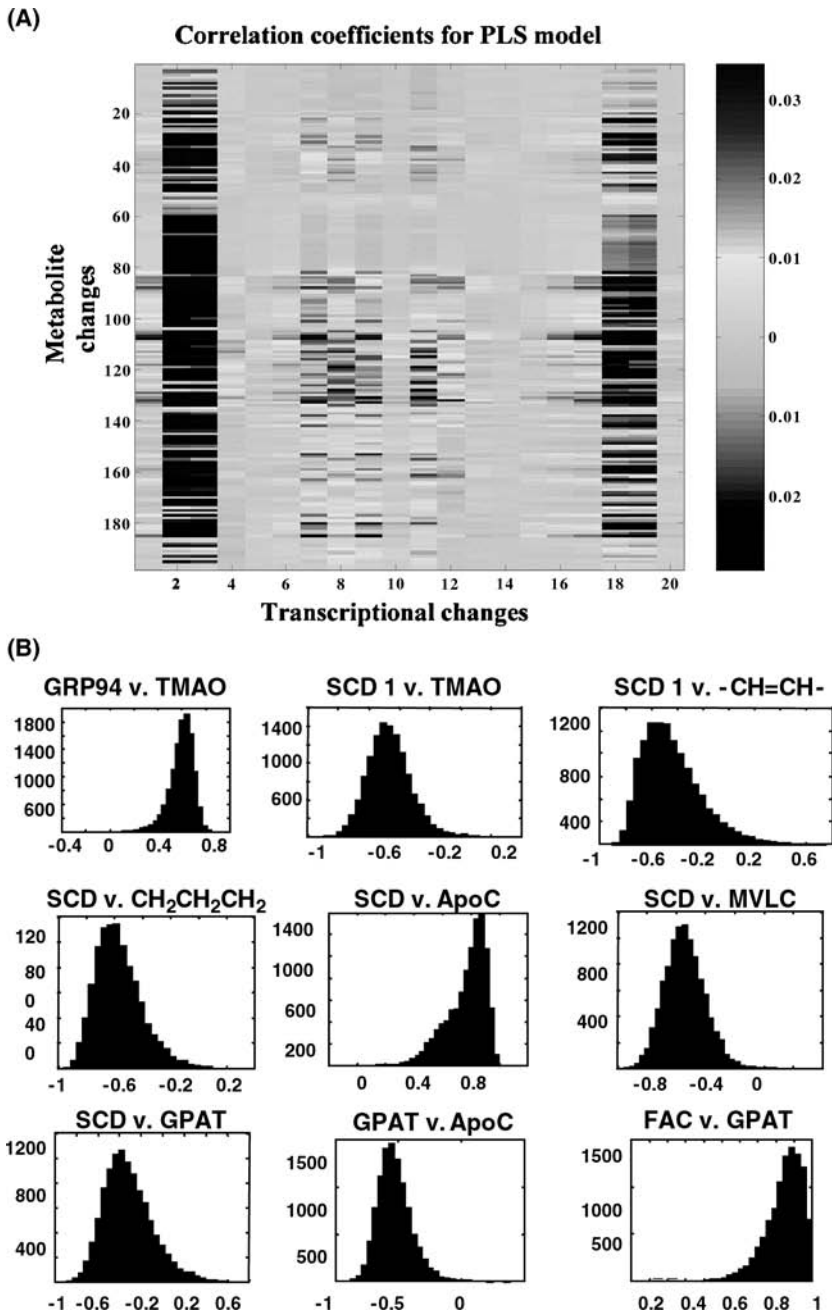 (A)
Correlation coefficients for PLS model
20
40
60
80
100
120
140
160
180
Metabolite
changes
2 4 6 8 10 12 14 16 18 20
Transcriptional changes
0.03
0.02
0.01
0
0.01
0.02
(B)
GRP94 v. TMAO
1800
1400
1000
600
-0.4 0 0.4 0.8
SCD 1 v. TMAO
1400
1000
600
-1 -0.6 -0.2 0.2
SCD 1 v. -CH=CH-
1200
800
400
-1 -0.6 -0.2 0.2 0.6
SCD v. CH₂CH₂CH₂
120
80
0
40
0
-1 -0.6 -0.2 0.2
SCD v. ApoC
1400
1000
600
200
0 0.4 0.8
SCD v. MVLC
1200
800
400
-0.8 -0.4 0
SCD v. GPAT
1200
800
400
-1 -0.6 -0.2 0.2 0.6
GPAT v. ApoC
1500
1000
500
-1 -0.5 0
FAC v. GPAT
1500
1000
500
0.2 0.4 0.6 0.8 1